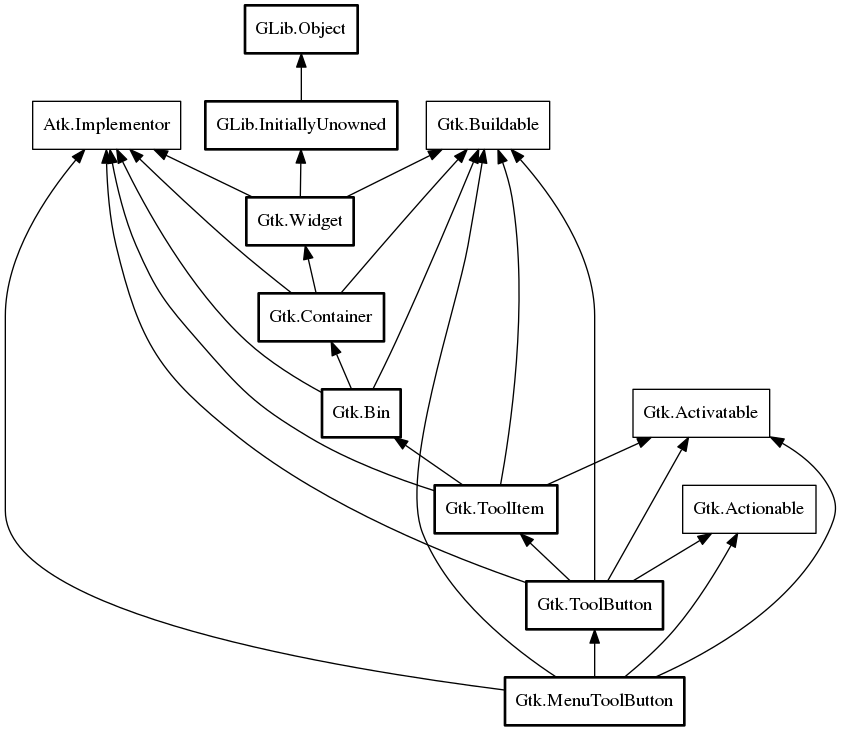 GLib.Object
Atk.Implementor
GLib.InitiallyUnowned
Gtk.Buildable
Gtk.Widget
Gtk.Container
Gtk.Bin
Gtk.Activatable
Gtk.ToolItem
Gtk.Actionable
Gtk.ToolButton
Gtk.MenuToolButton